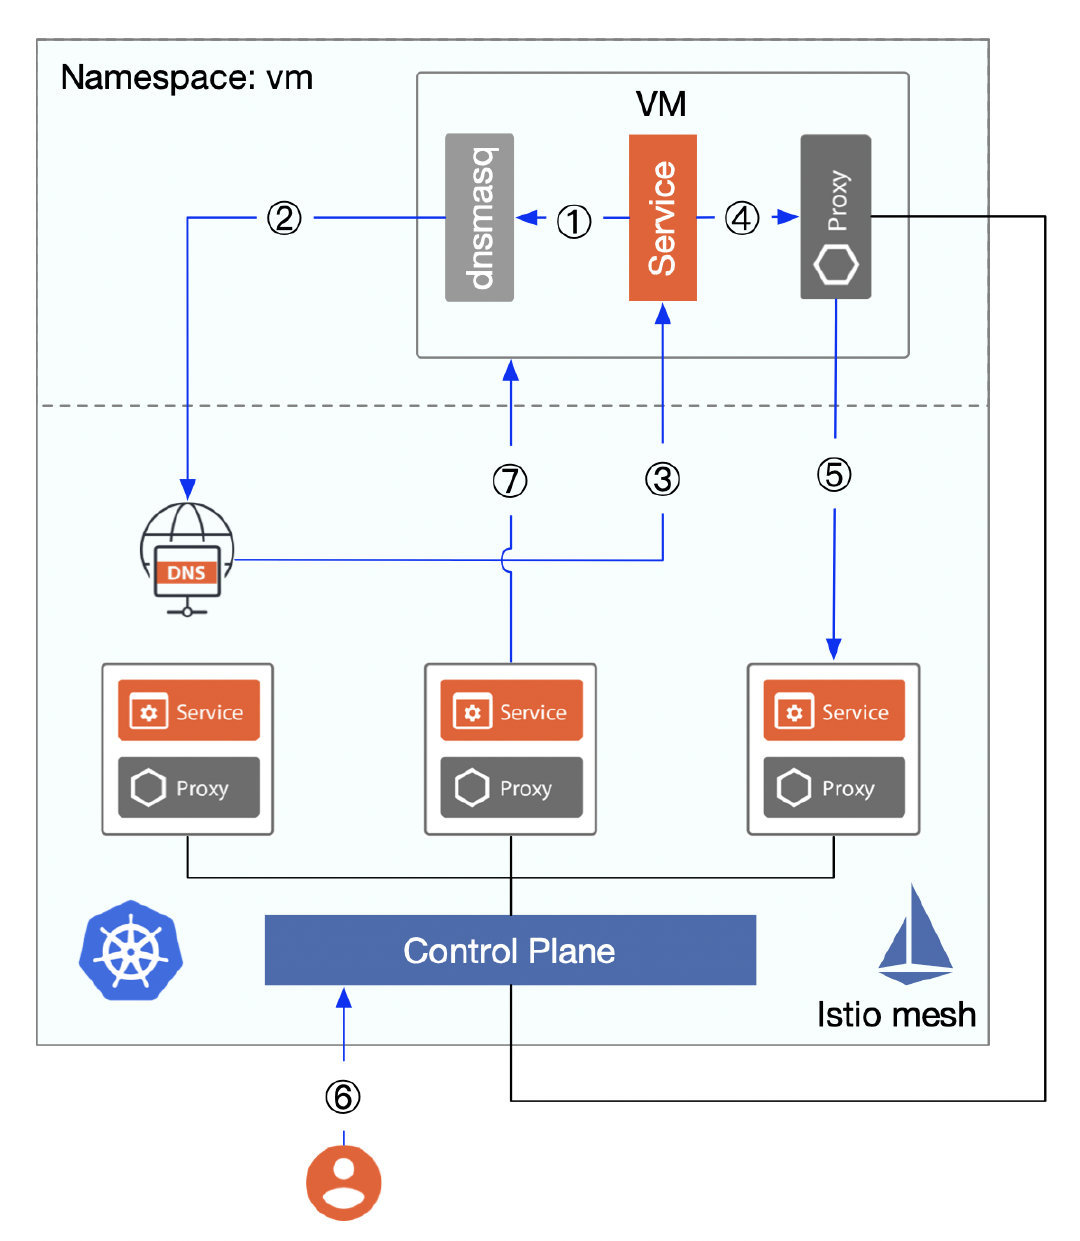 Namespace: vm
VM
dnsmasq
①
Service
④
Proxy
②
⑦
③
⑤
DNS
Service
Proxy
Service
Proxy
Service
Proxy
Control Plane
Istio mesh
⑥